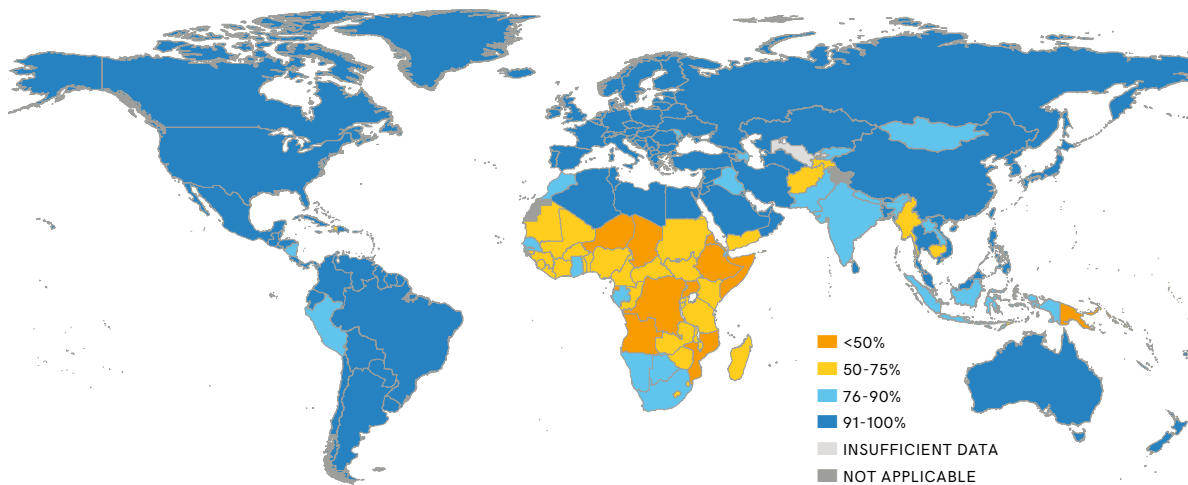 <50%
50-75%
76-90%
91-100%
INSUFFICIENT DATA
NOT APPLICABLE